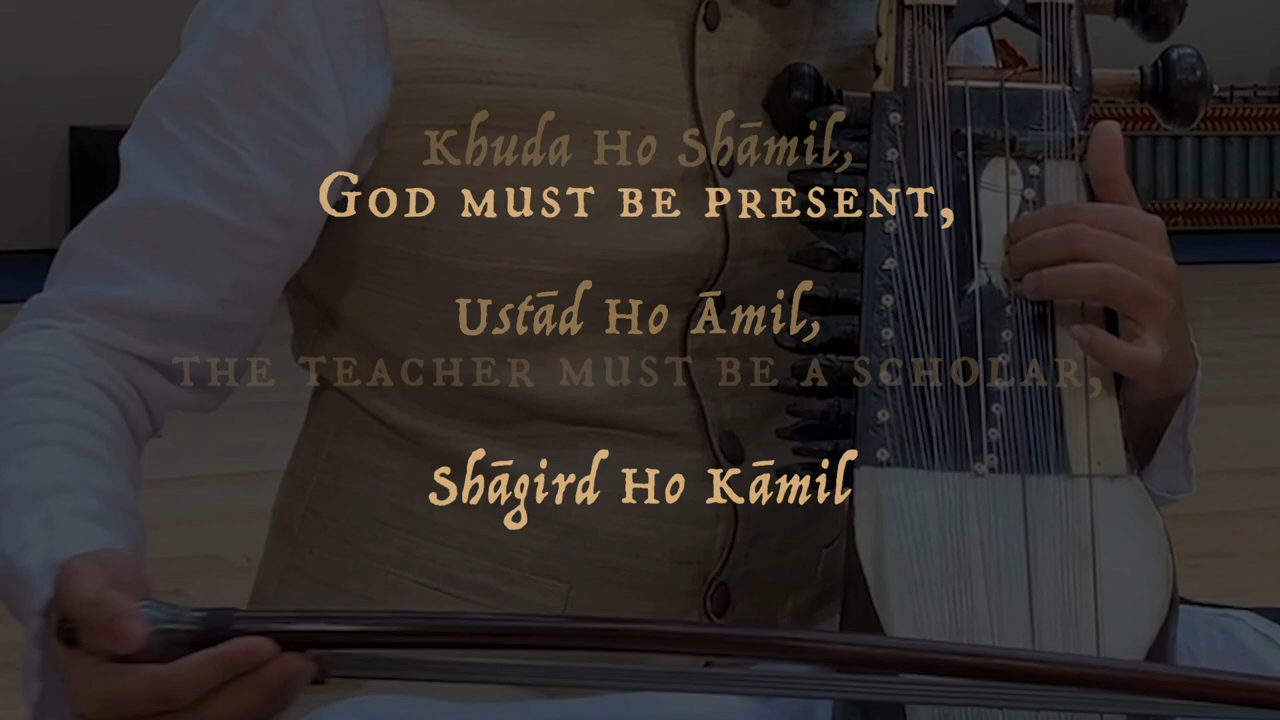 Khuda Ho Shāmil,
God must be present,
Ustād Ho Āmil,
the teacher must be a scholar,
Shāgird Ho Kāmil